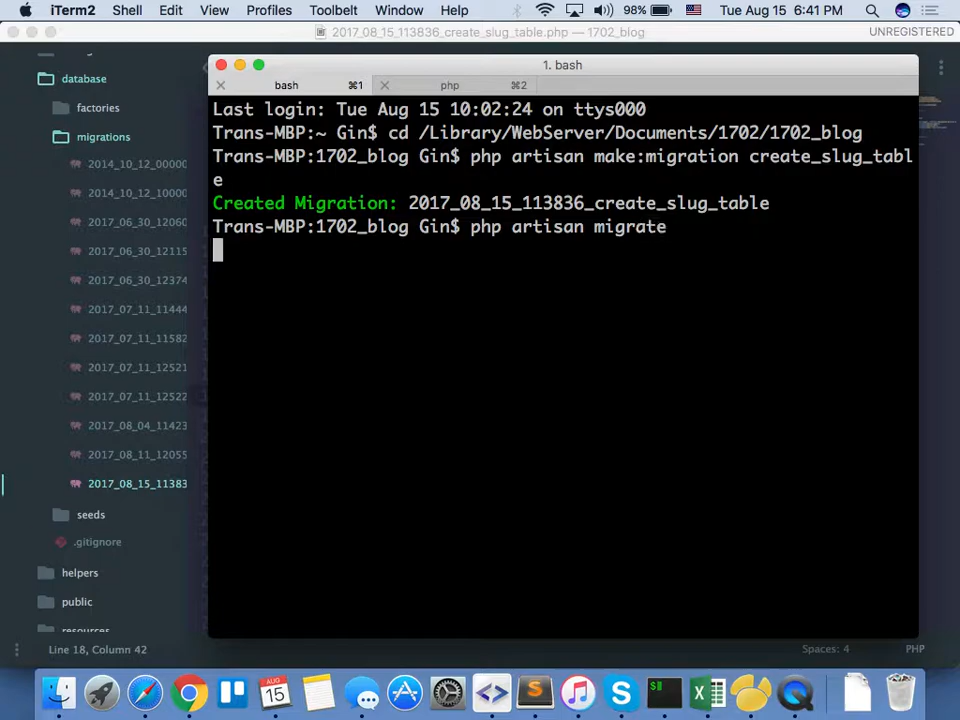 iTerm2 Shell Edit View Profiles Toolbelt Window Help 98% Tue Aug 15 6:41 PM
2017_08_15_113836_create_slug_table.php — 1702_blog UNREGISTERED
1. bash
bash ⌘1 php ⌘2
database
factories
migrations
2014_10_12_00000
2014_10_12_10000
2017_06_30_12060
2017_06_30_12115
2017_06_30_12374
2017_07_11_11444
2017_07_11_11582
2017_07_11_12521
2017_07_11_12522
2017_08_04_11423
2017_08_11_12055
2017_08_15_11383
seeds
.gitignore
helpers
public
resources
Last login: Tue Aug 15 10:02:24 on ttys000
Trans-MBP:~ Gin$ cd /Library/WebServer/Documents/1702/1702_blog
Trans-MBP:1702_blog Gin$ php artisan make:migration create_slug_tabl
e
Created Migration: 2017_08_15_113836_create_slug_table
Trans-MBP:1702_blog Gin$ php artisan migrate
Line 18, Column 42 Spaces: 4 PHP
AUG
15